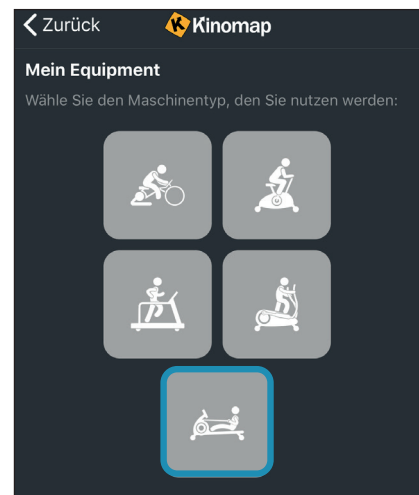 Zurück
Kinomap
Mein Equipment
Wähle Sie den Maschinentyp, den Sie nutzen werden: